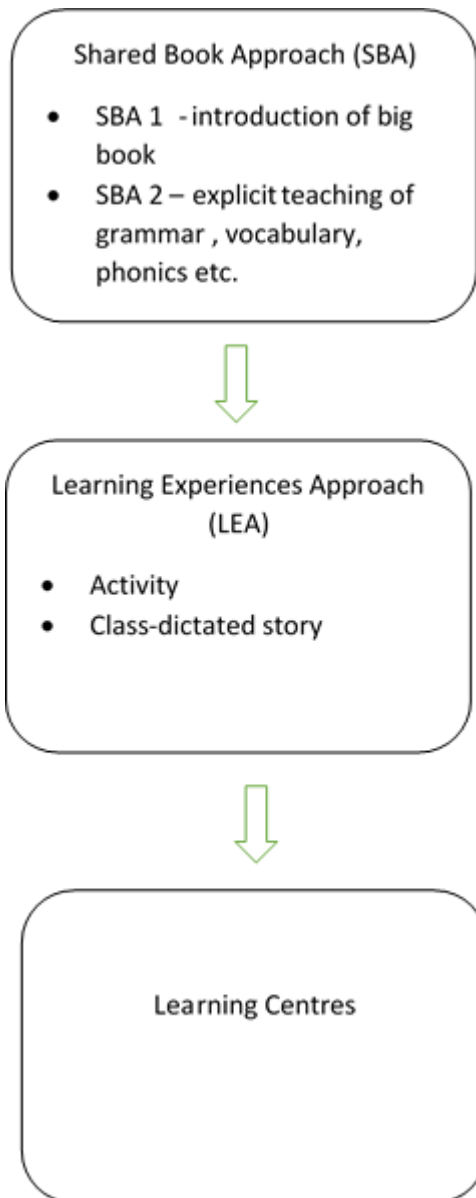 Shared Book Approach (SBA)
• SBA 1 - introduction of big
book
• SBA 2 – explicit teaching of
grammar , vocabulary,
phonics etc.
Learning Experiences Approach
(LEA)
• Activity
• Class-dictated story
Learning Centres